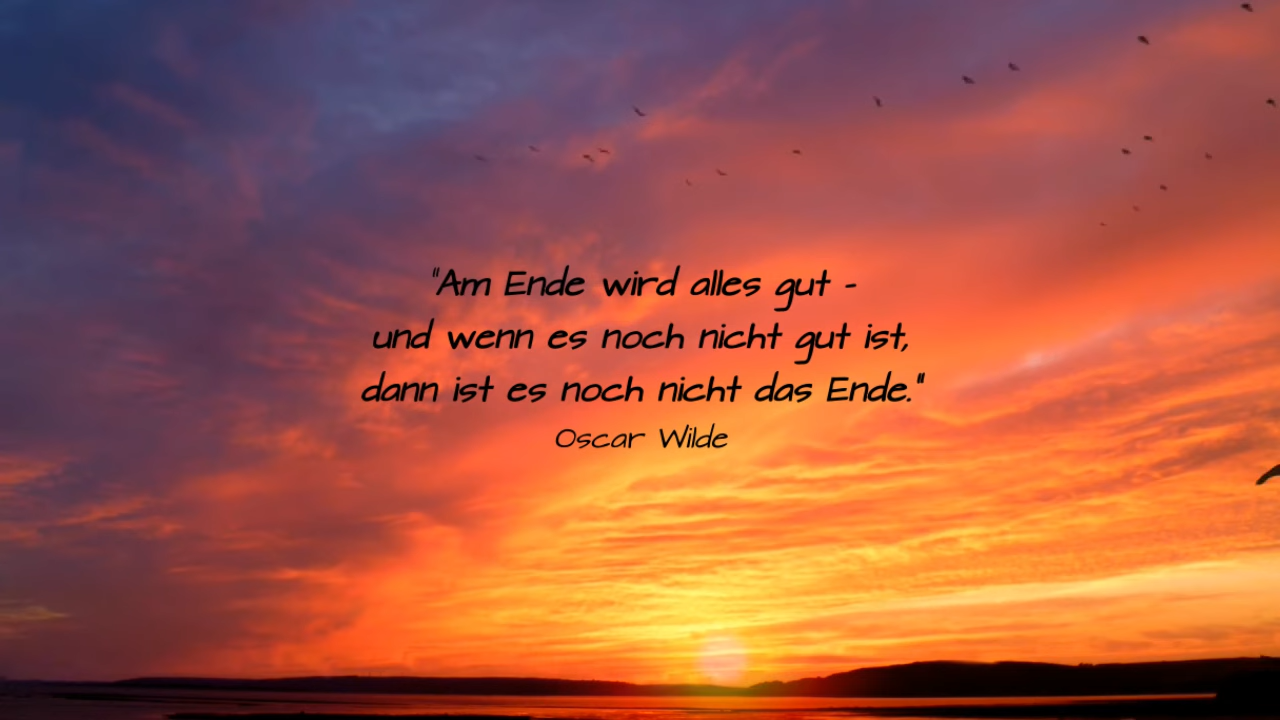 "Am Ende wird alles gut -
und wenn es noch nicht gut ist,
dann ist es noch nicht das Ende."
Oscar Wilde